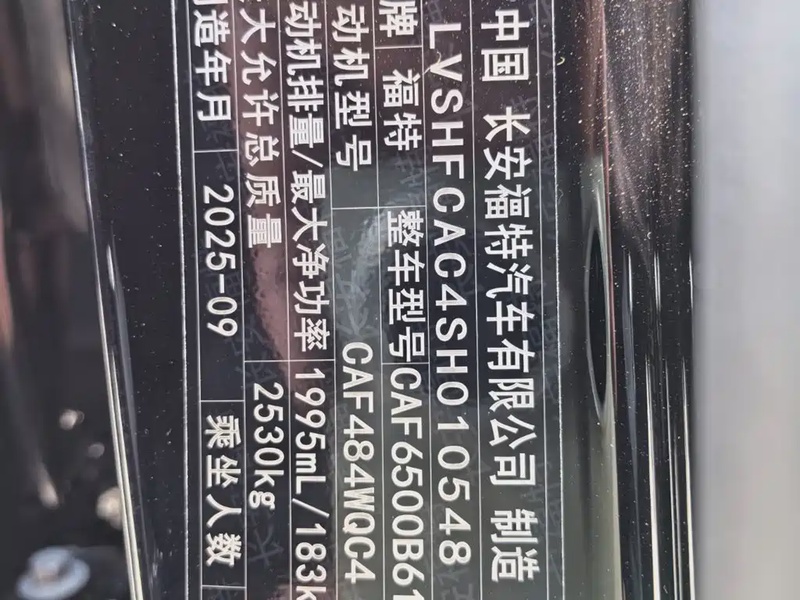 中国 长安福特汽车有限公司 制造
LVSHFCAC4SH010548
牌 福特 整车型号 CAF6500B61
动机型号 CAF484WQC4
动机排量/最大净功率 1995mL/183k
大允许总质量 2530kg
造年月 2025-09 乘坐人数